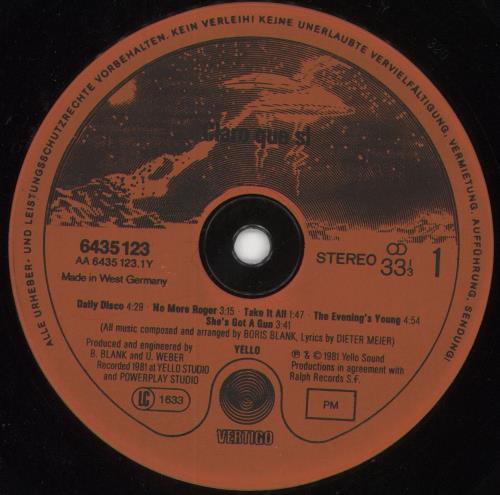 ALLE URHEBER- UND LEISTUNGSSCHUTZRECHTE VORBEHALTEN. KEIN VERLEIH! KEINE UNERLAUBTE VERVIELFÄLTIGUNG, VERMIETUNG, AUFFÜHRUNG, SENDUNG!
Claro que si
6435 123
AA 6435 123.1Y
Made in West Germany
STEREO
33 1/3
1
Daily Disco 4:29 · No More Roger 3:15 · Take It All 1:47 · The Evening's Young 4:54
She's Got A Gun 3:41
(All music composed and arranged by BORIS BLANK, Lyrics by DIETER MEIER)
Produced and engineered by
B. BLANK and U. WEBER
Recorded 1981 at YELLO STUDIO
and POWERPLAY STUDIO
YELLO
℗ & © 1981 Yello Sound
Productions in agreement with
Ralph Records S.F.
LC 1633
PM
VERTIGO